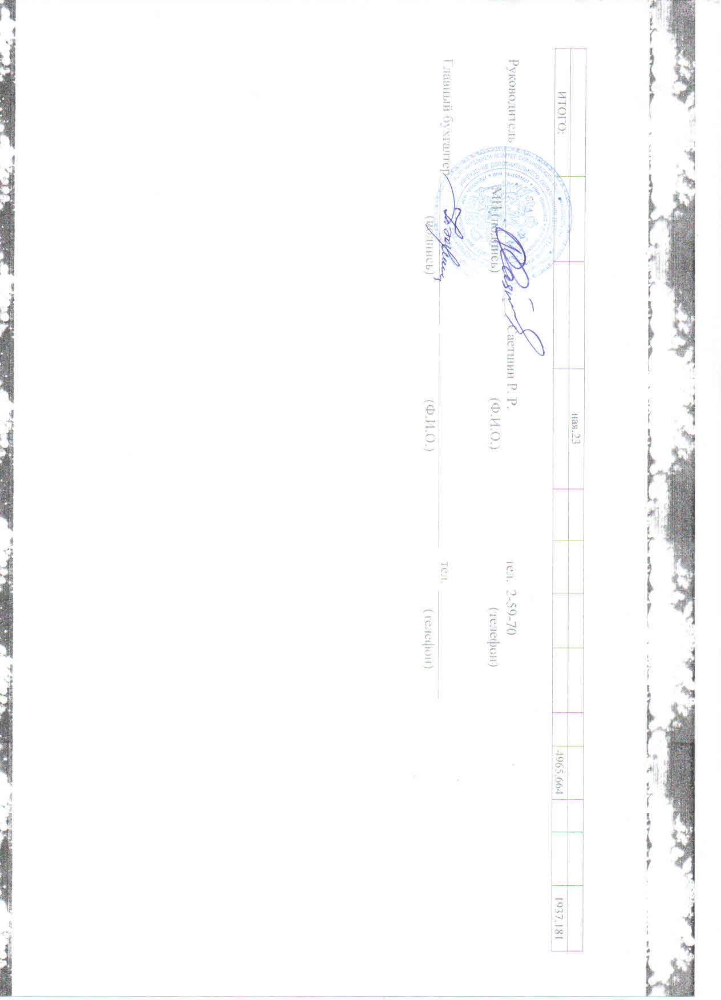 ная,23
ИТОГО: 4965,664 1937,181
Руководитель Саетшин Р. Р. тел. 2-59-70
МП (подпись) (Ф.И.О.) (телефон)
Главный бухгалтер тел.
(подпись) (Ф.И.О.) (телефон)